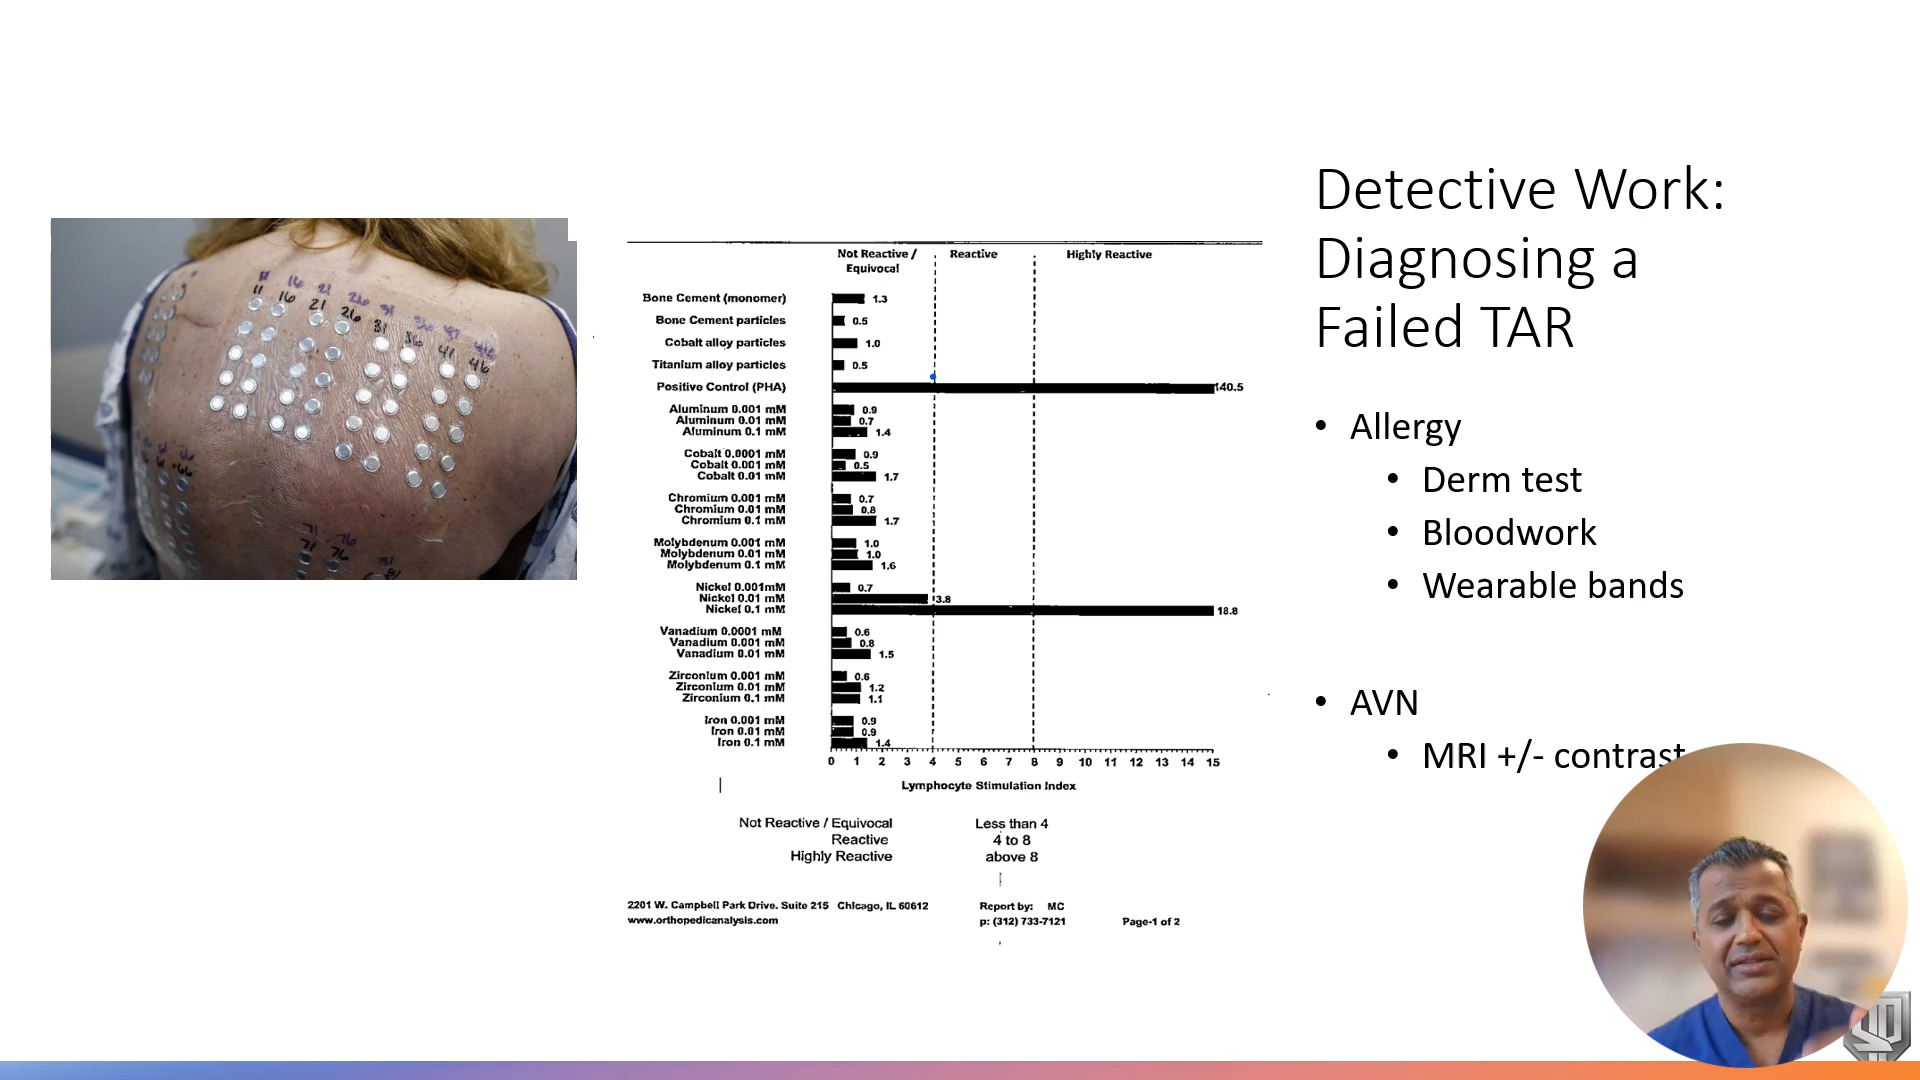 Detective Work:
Diagnosing a
Failed TAR
• Allergy
• Derm test
• Bloodwork
• Wearable bands
• AVN
• MRI +/- contrast
Not Reactive / Equivocal
Reactive
Highly Reactive
Bone Cement (monomer) 1.3
Bone Cement particles 0.5
Cobalt alloy particles 1.0
Titanium alloy particles 0.5
Positive Control (PHA) 140.5
Aluminum 0.001 mM 0.9
Aluminum 0.01 mM 0.7
Aluminum 0.1 mM 1.4
Cobalt 0.0001 mM 0.9
Cobalt 0.001 mM 0.5
Cobalt 0.01 mM 1.7
Chromium 0.001 mM 0.7
Chromium 0.01 mM 0.8
Chromium 0.1 mM 1.7
Molybdenum 0.001 mM 1.0
Molybdenum 0.01 mM 1.0
Molybdenum 0.1 mM 1.6
Nickel 0.001mM 0.7
Nickel 0.01 mM 3.8
Nickel 0.1 mM 18.8
Vanadium 0.0001 mM 0.6
Vanadium 0.001 mM 0.8
Vanadium 0.01 mM 1.5
Zirconium 0.001 mM 0.6
Zirconium 0.01 mM 1.2
Zirconium 0.1 mM 1.1
Iron 0.001 mM 0.9
Iron 0.01 mM 0.9
Iron 0.1 mM 1.4
0 1 2 3 4 5 6 7 8 9 10 11 12 13 14 15
Lymphocyte Stimulation Index
Not Reactive / Equivocal Less than 4
Reactive 4 to 8
Highly Reactive above 8
2201 W. Campbell Park Drive. Suite 215 Chicago, IL 60612 Report by: MC
www.orthopedicanalysis.com p: (312) 733-7121 Page-1 of 2
11 16 21 26 31 36 41 46
71 76
81